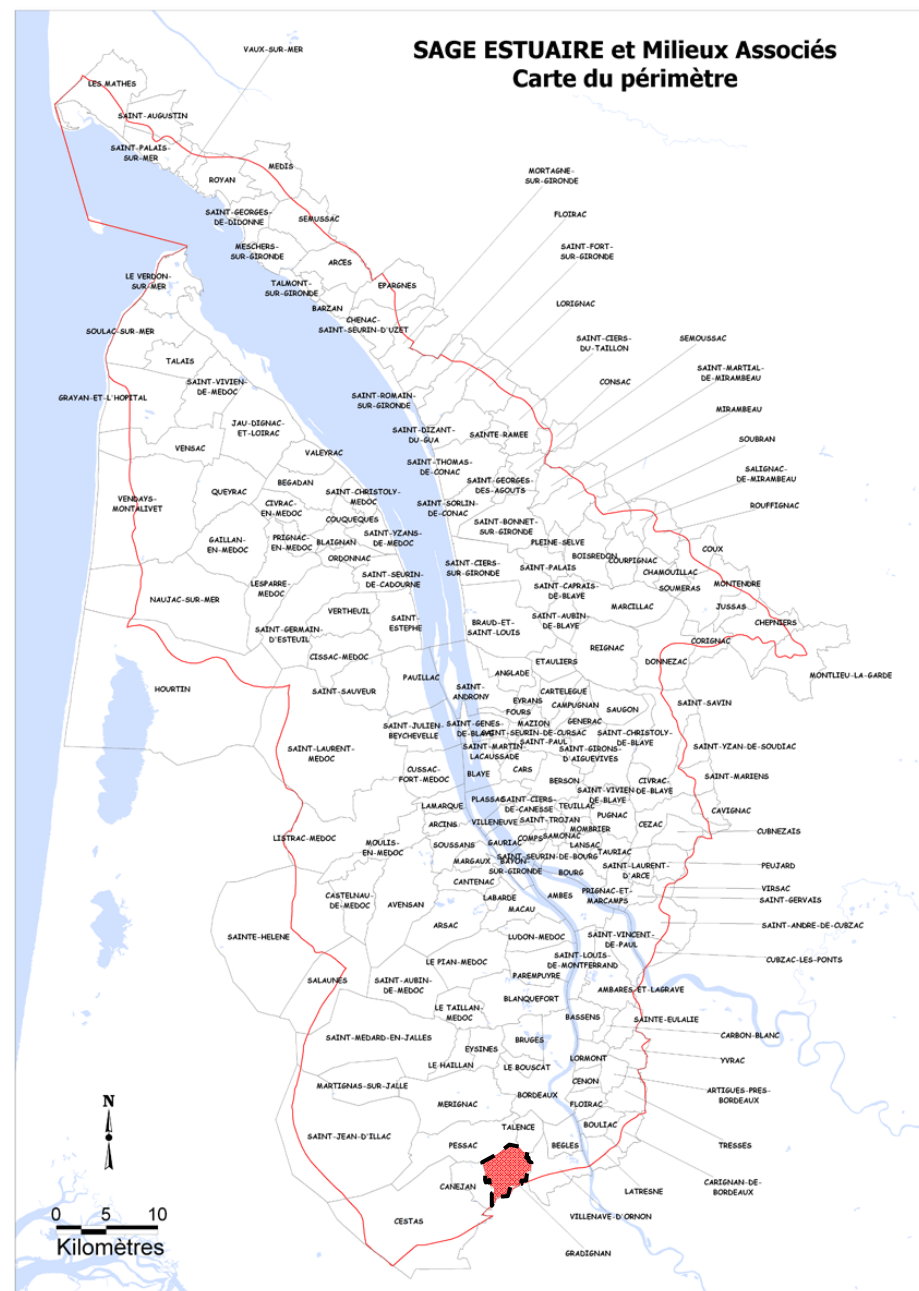 SAGE ESTUAIRE et Milieux Associés
Carte du périmètre
VAUX-SUR-MER
LES MATHES
SAINT-AUGUSTIN
SAINT-PALAIS-
SUR-MER
MEDIS
ROYAN
MORTAGNE-
SUR-GIRONDE
SAINT-GEORGES-
DE-DIDONNE
SEMUSSAC
FLOIRAC
MESCHERS-
SUR-GIRONDE
SAINT-FORT-
SUR-GIRONDE
ARCES
LE VERDON-
SUR-MER
TALMONT-
SUR-GIRONDE
EPARGNES
BARZAN
LORIGNAC
CHENAC-
SAINT-SEURIN-D'UZET
SOULAC-SUR-MER
SAINT-CIERS-
DU-TAILLON
SEMOUSSAC
TALAIS
SAINT-VIVIEN-
DE-MEDOC
CONSAC
SAINT-MARTIAL-
DE-MIRAMBEAU
GRAYAN-ET-L'HOPITAL
SAINT-ROMAIN-
SUR-GIRONDE
MIRAMBEAU
JAU-DIGNAC-
ET-LOIRAC
SAINT-DIZANT-
DU-GUA
SAINTE-RAMEE
SOUBRAN
VENSAC
VALEYRAC
SAINT-THOMAS-
DE-CONAC
SALIGNAC-
DE-MIRAMBEAU
BEGADAN
SAINT-GEORGES-
DES-AGOUTS
QUEYRAC
SAINT-CHRISTOLY-
MEDOC
VENDAYS-
MONTALIVET
CIVRAC-
EN-MEDOC
SAINT-SORLIN-
DE-CONAC
ROUFFIGNAC
COUQUEQUES
SAINT-BONNET-
SUR-GIRONDE
GAILLAN-
EN-MEDOC
PRIGNAC-
EN-MEDOC
BLAIGNAN
SAINT-YZANS-
DE-MEDOC
PLEINE-SELVE
ORDONNAC
BOISREDON
COUX
COURPIGNAC
SAINT-CIERS-
SUR-GIRONDE
SAINT-PALAIS
CHAMOUILLAC
SAINT-SEURIN-
DE-CADOURNE
LESPARRE-
MEDOC
SAINT-CAPRAIS-
DE-BLAYE
SOUMERAS
MONTENDRE
NAUJAC-SUR-MER
VERTHEUIL
MARCILLAC
JUSSAS
SAINT-
ESTEPHE
BRAUD-ET-
SAINT-LOUIS
SAINT-AUBIN-
DE-BLAYE
CHEPNIERS
SAINT-GERMAIN
D'ESTEUIL
CORIGNAC
REIGNAC
CISSAC-MEDOC
ETAULIERS
DONNEZAC
ANGLADE
MONTLIEU-LA-GARDE
PAUILLAC
HOURTIN
SAINT-SAUVEUR
SAINT-
ANDRONY
CARTELEGUE
EYRANS
CAMPUGNAN
SAUGON
SAINT-SAVIN
FOURS
SAINT-JULIEN-
BEYCHEVELLE
SAINT-GENES-
DE-BLAYE
MAZION
GENERAC
SAINT-SEURIN-DE-CURSAC
SAINT-CHRISTOLY-
DE-BLAYE
SAINT-PAUL
SAINT-LAURENT-
MEDOC
SAINT-MARTIN-
LACAUSSADE
SAINT-GIRONS-
D'AIGUEVIVES
SAINT-YZAN-DE-SOUDIAC
CUSSAC-
FORT-MEDOC
BLAYE
CARS
BERSON
CIVRAC-
DE-BLAYE
SAINT-MARIENS
SAINT-VIVIEN
DE-BLAYE
PLASSAC
SAINT-CIERS-
DE-CANESSE
TEUILLAC
LAMARQUE
PUGNAC
CAVIGNAC
ARCINS
VILLENEUVE
SAINT-TROJAN
MOMBRIER
CEZAC
CUBNEZAIS
LISTRAC-MEDOC
MOULIS-
EN-MEDOC
SOUSSANS
GAURIAC
COMPS
SAMONAC
LANSAC
TAURIAC
SAINT-SEURIN-DE-BOURG
MARGAUX
BAYON-
SUR-GIRONDE
BOURG
SAINT-LAURENT-
D'ARCE
PEUJARD
CANTENAC
CASTELNAU-
DE-MEDOC
AVENSAN
LABARDE
AMBES
PRIGNAC-ET-
MARCAMPS
VIRSAC
SAINT-GERVAIS
MACAU
ARSAC
SAINT-ANDRE-DE-CUBZAC
SAINTE-HELENE
LUDON-MEDOC
SAINT-VINCENT-
DE-PAUL
LE PIAN-MEDOC
SAINT-LOUIS-
DE-MONTFERRAND
CUBZAC-LES-PONTS
SALAUNES
SAINT-AUBIN-
DE-MEDOC
PAREMPUYRE
AMBARES-ET-LAGRAVE
BLANQUEFORT
LE TAILLAN-
MEDOC
BASSENS
SAINTE-EULALIE
SAINT-MEDARD-EN-JALLES
BRUGES
CARBON-BLANC
EYSINES
LORMONT
YVRAC
LE HAILLAN
LE BOUSCAT
MARTIGNAS-SUR-JALLE
CENON
ARTIGUES-PRES-
BORDEAUX
BORDEAUX
MERIGNAC
FLOIRAC
N
TALENCE
BOULIAC
SAINT-JEAN-D'ILLAC
PESSAC
BEGLES
TRESSES
CANEJAN
CARIGNAN-DE-
BORDEAUX
LATRESNE
0 5 10
Kilomètres
CESTAS
VILLENAVE-D'ORNON
GRADIGNAN